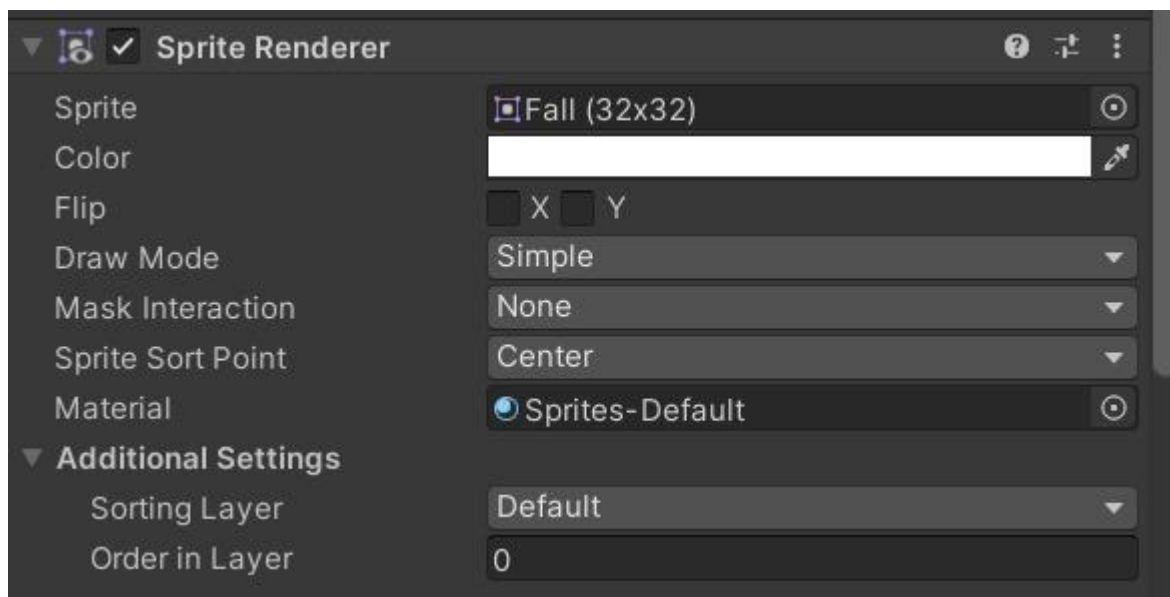 Sprite Renderer
Sprite Fall (32x32)
Color
Flip X Y
Draw Mode Simple
Mask Interaction None
Sprite Sort Point Center
Material Sprites-Default
Additional Settings
Sorting Layer Default
Order in Layer 0